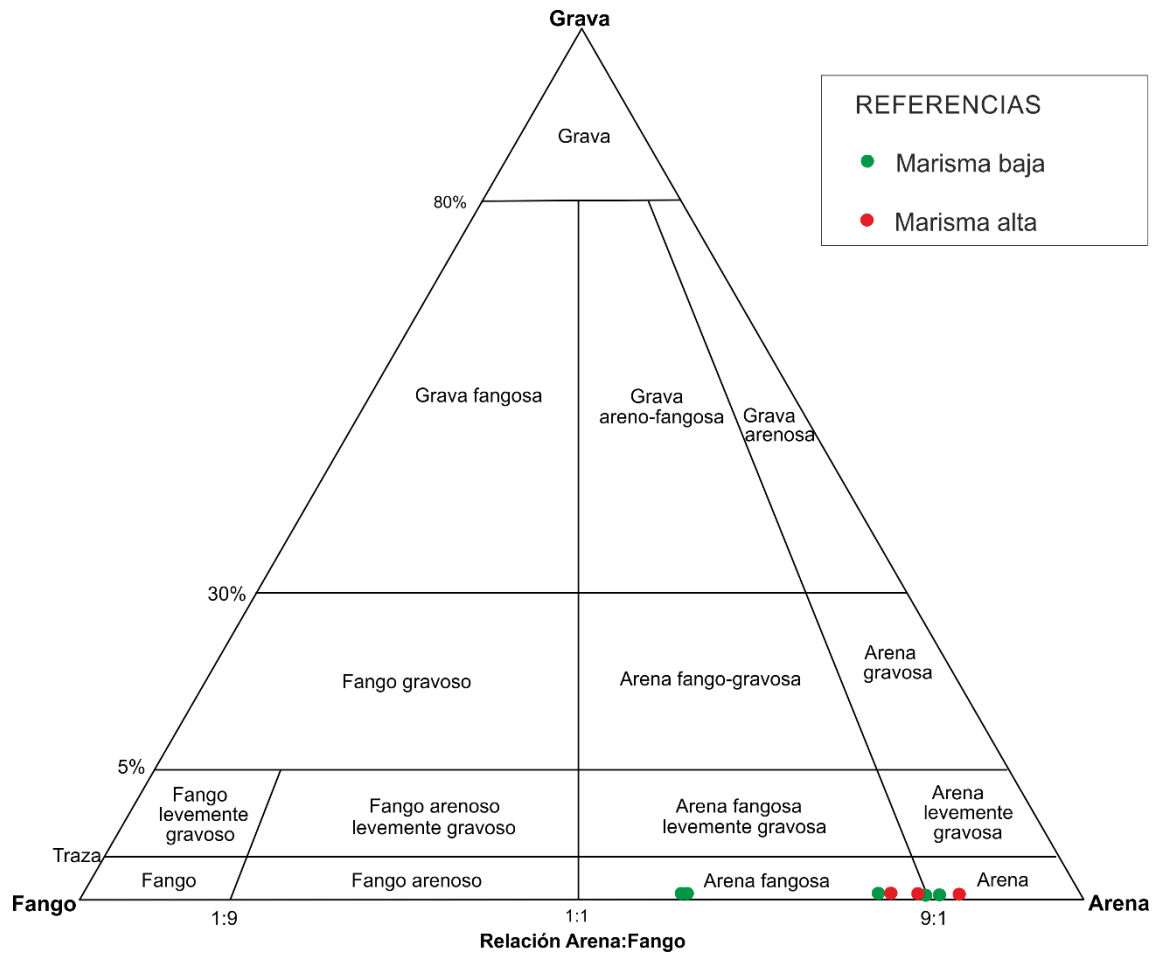 Grava
REFERENCIAS
Marisma baja
Marisma alta
Grava
80%
Grava fangosa
Grava
areno-fangosa
Grava
arenosa
30%
Fango gravoso
Arena fango-gravosa
Arena
gravosa
5%
Fango
levemente
gravoso
Fango arenoso
levemente gravoso
Arena fangosa
levemente gravosa
Arena
levemente
gravosa
Traza
Fango
Fango arenoso
Arena fangosa
Arena
Fango
Arena
1:9
1:1
9:1
Relación Arena:Fango